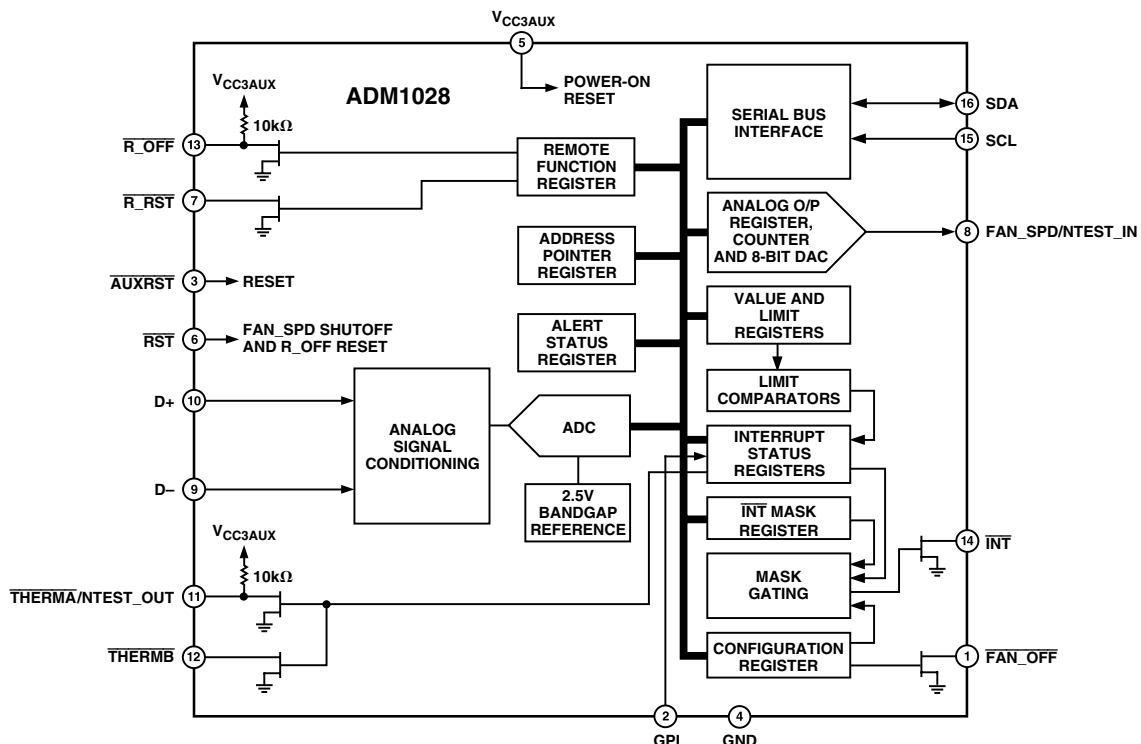 VCC3AUX
5
VCC3AUX
ADM1028
POWER-ON
RESET
10kΩ
R_OFF
13
R_RST
7
REMOTE
FUNCTION
REGISTER
SERIAL BUS
INTERFACE
16
SDA
15
SCL
ADDRESS
POINTER
REGISTER
ANALOG O/P
REGISTER,
COUNTER
AND 8-BIT DAC
8
FAN_SPD/NTEST_IN
AUXRST
3
RESET
RST
6
FAN_SPD SHUTOFF
AND R_OFF RESET
ALERT
STATUS
REGISTER
VALUE AND
LIMIT
REGISTERS
LIMIT
COMPARATORS
D+
10
D–
9
ANALOG
SIGNAL
CONDITIONING
ADC
2.5V
BANDGAP
REFERENCE
INTERRUPT
STATUS
REGISTERS
INT MASK
REGISTER
MASK
GATING
14
INT
VCC3AUX
10kΩ
THERMA/NTEST_OUT
11
THERMB
12
CONFIGURATION
REGISTER
1
FAN_OFF
2
GPI
4
GND